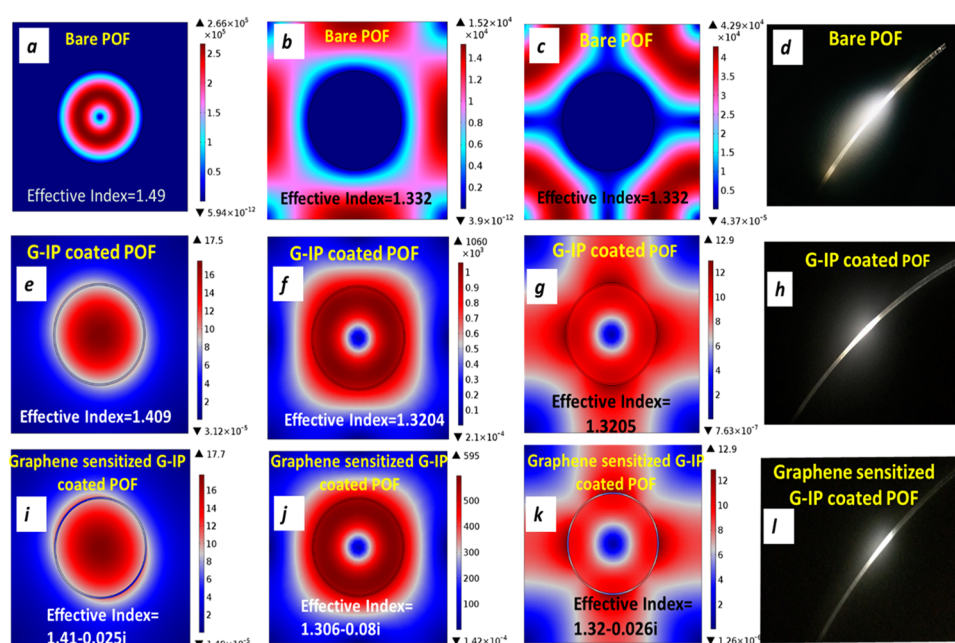 a
Bare POF
Effective Index=1.49
▲ 2.66×10⁵
×10⁵
2.5
2
1.5
1
0.5
▼ 5.94×10⁻¹²
b
Bare POF
Effective Index=1.332
▲ 1.52×10⁴
×10⁴
1.4
1.2
1
0.8
0.6
0.4
0.2
▼ 3.9×10⁻¹²
c
Bare POF
Effective Index=1.332
▲ 4.29×10⁴
×10⁴
4
3.5
3
2.5
2
1.5
1
0.5
▼ 4.37×10⁻⁵
d
Bare POF
e
G-IP coated POF
Effective Index=1.409
▲ 17.5
16
14
12
10
8
6
4
2
▼ 3.12×10⁻⁵
f
G-IP coated POF
Effective Index=1.3204
▲ 1060
×10³
1
0.9
0.8
0.7
0.6
0.5
0.4
0.3
0.2
0.1
▼ 2.1×10⁻⁴
g
G-IP coated POF
Effective Index=
1.3205
▲ 12.9
12
10
8
6
4
2
▼ 7.63×10⁻⁷
h
G-IP coated POF
i
Graphene sensitized G-IP
coated POF
Effective Index=
1.41-0.025i
▲ 17.7
16
14
12
10
8
6
4
2
j
Graphene sensitized G-IP
coated POF
Effective Index=
1.306-0.08i
▲ 595
500
400
300
200
100
▼ 1.42×10⁻⁴
k
Graphene sensitized G-IP
coated POF
Effective Index=
1.32-0.026i
▲ 12.9
12
10
8
6
4
2
l
Graphene sensitized
G-IP coated POF